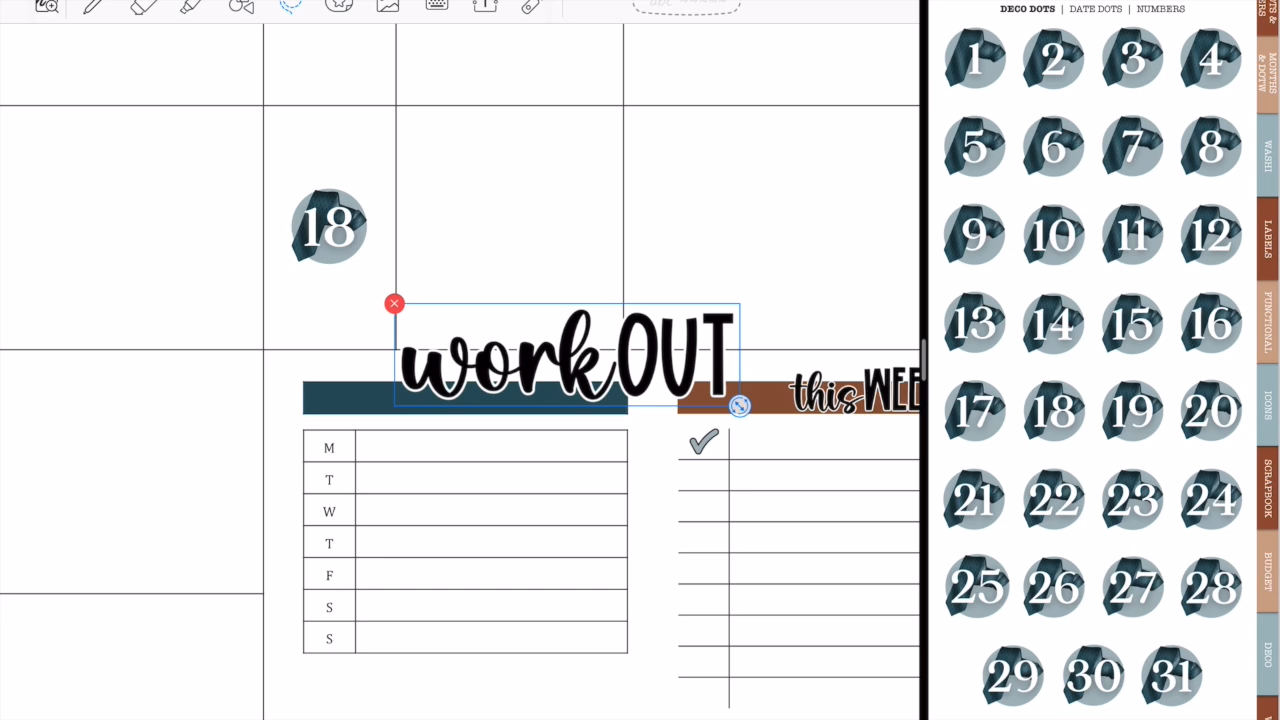 DECO DOTS | DATE DOTS | NUMBERS
1 2 3 4
5 6 7 8
9 10 11 12
13 14 15 16
17 18 19 20
21 22 23 24
25 26 27 28
29 30 31
MONTHS & DOTW
WASHI
LABELS
FUNCTIONAL
ICONS
SCRAPBOOK
BUDGET
DECO
18
workOUT
this WEE
M
T
W
T
F
S
S